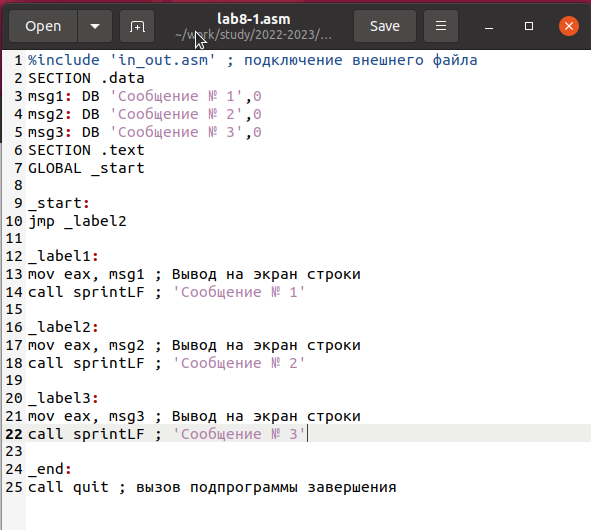 Open
lab8-1.asm
~/work/study/2022-2023/...
Save
1 %include 'in_out.asm' ; подключение внешнего файла
2 SECTION .data
3 msg1: DB 'Сообщение № 1',0
4 msg2: DB 'Сообщение № 2',0
5 msg3: DB 'Сообщение № 3',0
6 SECTION .text
7 GLOBAL _start
8
9 _start:
10 jmp _label2
11
12 _label1:
13 mov eax, msg1 ; Вывод на экран строки
14 call sprintLF ; 'Сообщение № 1'
15
16 _label2:
17 mov eax, msg2 ; Вывод на экран строки
18 call sprintLF ; 'Сообщение № 2'
19
20 _label3:
21 mov eax, msg3 ; Вывод на экран строки
22 call sprintLF ; 'Сообщение № 3'
23
24 _end:
25 call quit ; вызов подпрограммы завершения